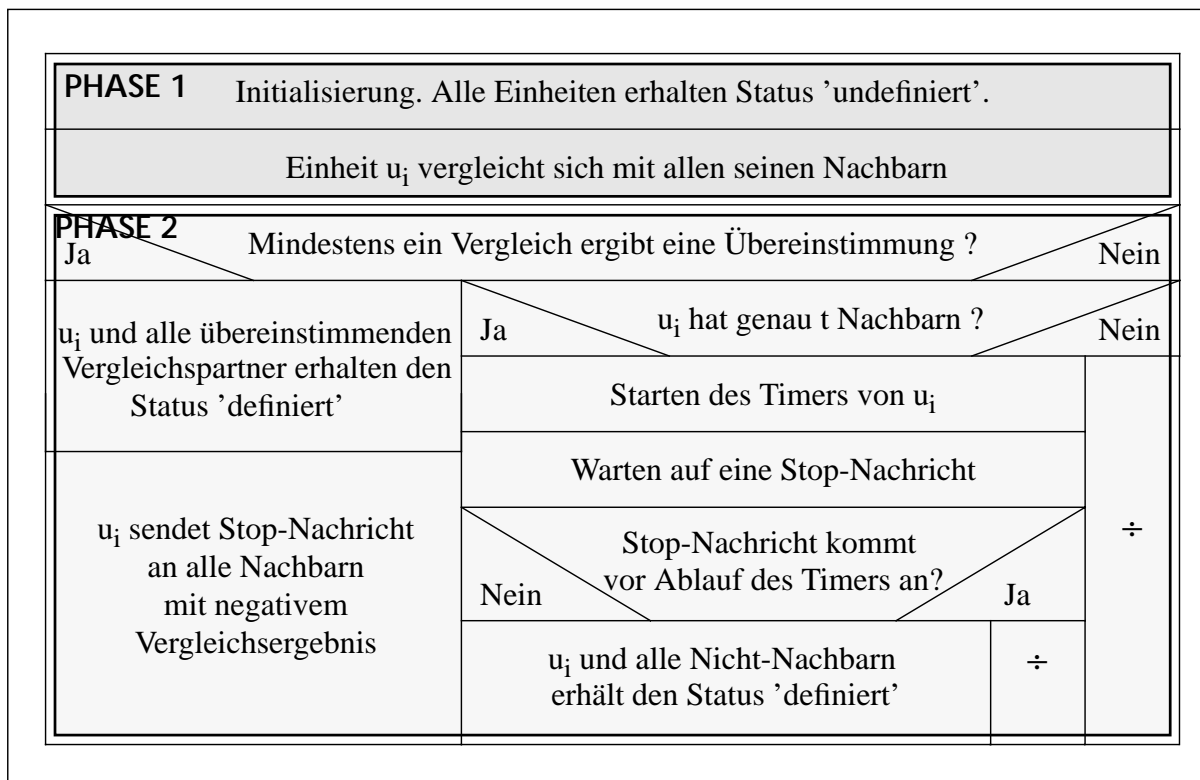 PHASE 1 Initialisierung. Alle Einheiten erhalten Status ’undefiniert’.
Einheit ui vergleicht sich mit allen seinen Nachbarn
PHASE 2
Mindestens ein Vergleich ergibt eine Übereinstimmung ?
Ja
Nein
ui und alle übereinstimmenden
Vergleichspartner erhalten den
Status ’definiert’
ui sendet Stop-Nachricht
an alle Nachbarn
mit negativem
Vergleichsergebnis
ui hat genau t Nachbarn ?
Ja
Nein
Starten des Timers von ui
Warten auf eine Stop-Nachricht
Stop-Nachricht kommt
vor Ablauf des Timers an?
Nein
Ja
ui und alle Nicht-Nachbarn
erhält den Status ’definiert’
÷
÷